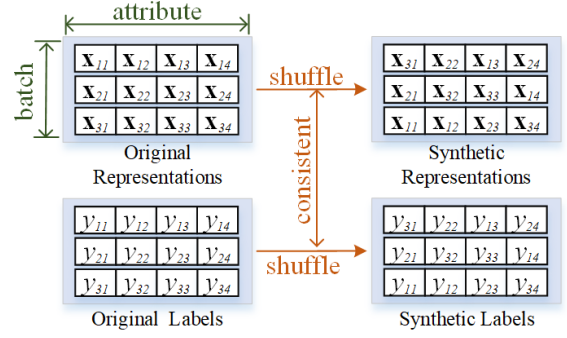 attribute
batch
x11 x12 x13 x14
x21 x22 x23 x24
x31 x32 x33 x34
Original
Representations
shuffle
consistent
shuffle
x31 x22 x13 x24
x21 x32 x33 x14
x11 x12 x23 x34
Synthetic
Representations
y11 y12 y13 y14
y21 y22 y23 y24
y31 y32 y33 y34
Original Labels
y31 y22 y13 y24
y21 y32 y33 y14
y11 y12 y23 y34
Synthetic Labels